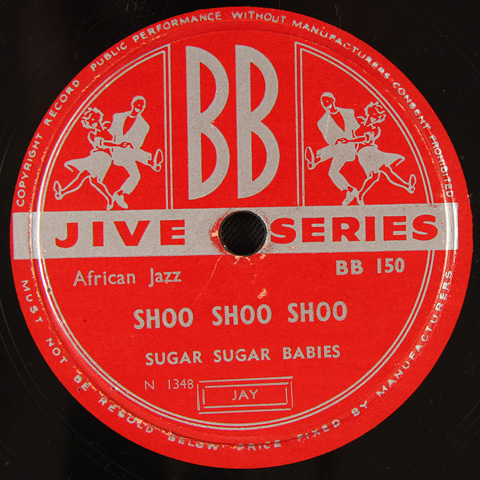 COPYRIGHT RECORD PUBLIC PERFORMANCE WITHOUT MANUFACTURERS CONSENT PROHIBITED
BB
JIVE SERIES
African Jazz
BB 150
SHOO SHOO SHOO
SUGAR SUGAR BABIES
N 1348
JAY
MUST NOT BE RESOLD BELOW PRICE FIXED BY MANUFACTURERS